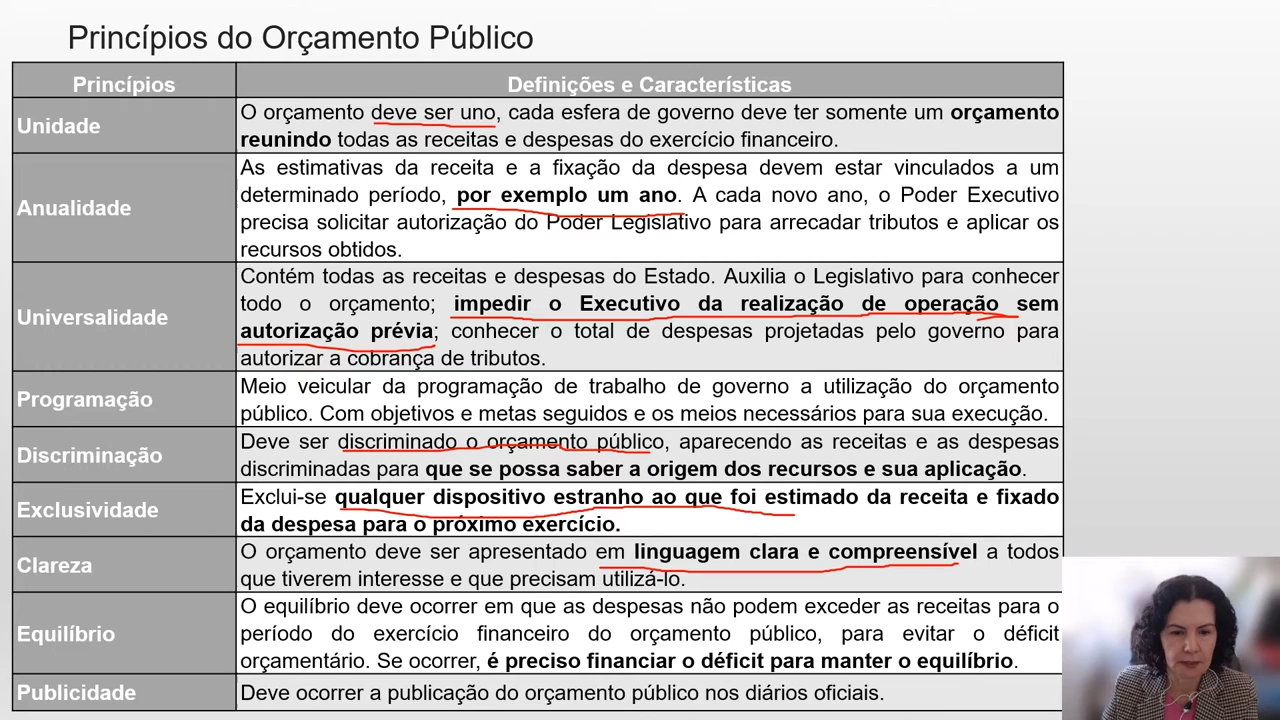 Princípios do Orçamento Público
Princípios
Definições e Características
Unidade
O orçamento deve ser uno, cada esfera de governo deve ter somente um orçamento
reunindo todas as receitas e despesas do exercício financeiro.
Anualidade
As estimativas da receita e a fixação da despesa devem estar vinculados a um
determinado período, por exemplo um ano. A cada novo ano, o Poder Executivo
precisa solicitar autorização do Poder Legislativo para arrecadar tributos e aplicar os
recursos obtidos.
Universalidade
Contém todas as receitas e despesas do Estado. Auxilia o Legislativo para conhecer
todo o orçamento; impedir o Executivo da realização de operação sem
autorização prévia; conhecer o total de despesas projetadas pelo governo para
autorizar a cobrança de tributos.
Programação
Meio veicular da programação de trabalho de governo a utilização do orçamento
público. Com objetivos e metas seguidos e os meios necessários para sua execução.
Discriminação
Deve ser discriminado o orçamento público, aparecendo as receitas e as despesas
discriminadas para que se possa saber a origem dos recursos e sua aplicação.
Exclusividade
Exclui-se qualquer dispositivo estranho ao que foi estimado da receita e fixado
da despesa para o próximo exercício.
Clareza
O orçamento deve ser apresentado em linguagem clara e compreensível a todos
que tiverem interesse e que precisam utilizá-lo.
Equilíbrio
O equilíbrio deve ocorrer em que as despesas não podem exceder as receitas para o
período do exercício financeiro do orçamento público, para evitar o déficit
orçamentário. Se ocorrer, é preciso financiar o déficit para manter o equilíbrio.
Publicidade
Deve ocorrer a publicação do orçamento público nos diários oficiais.